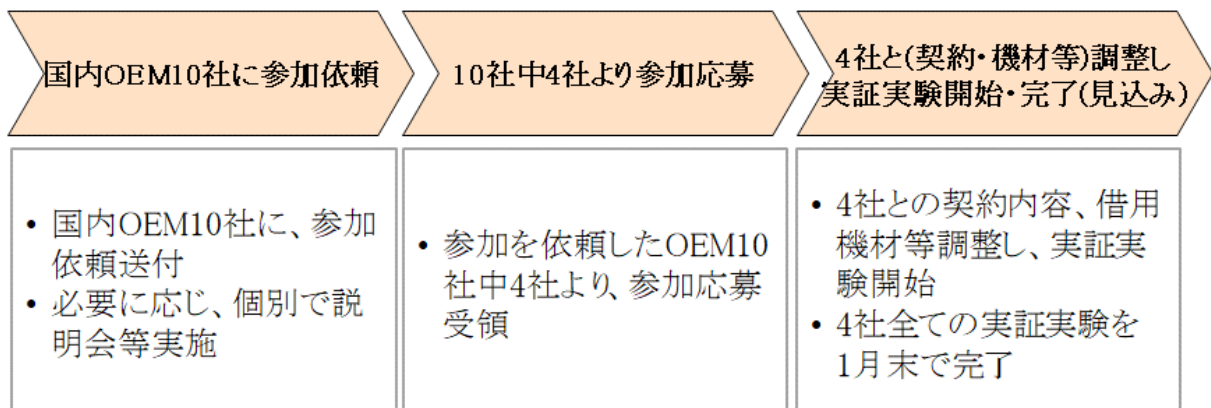 国内OEM10社に参加依頼
10社中4社より参加応募
4社と(契約・機材等)調整し
実証実験開始・完了(見込み)
• 国内OEM10社に、参加
依頼送付
• 必要に応じ、個別で説
明会等実施
• 参加を依頼したOEM10
社中4社より、参加応募
受領
• 4社との契約内容、借用
機材等調整し、実証実
験開始
• 4社全ての実証実験を
1月末で完了